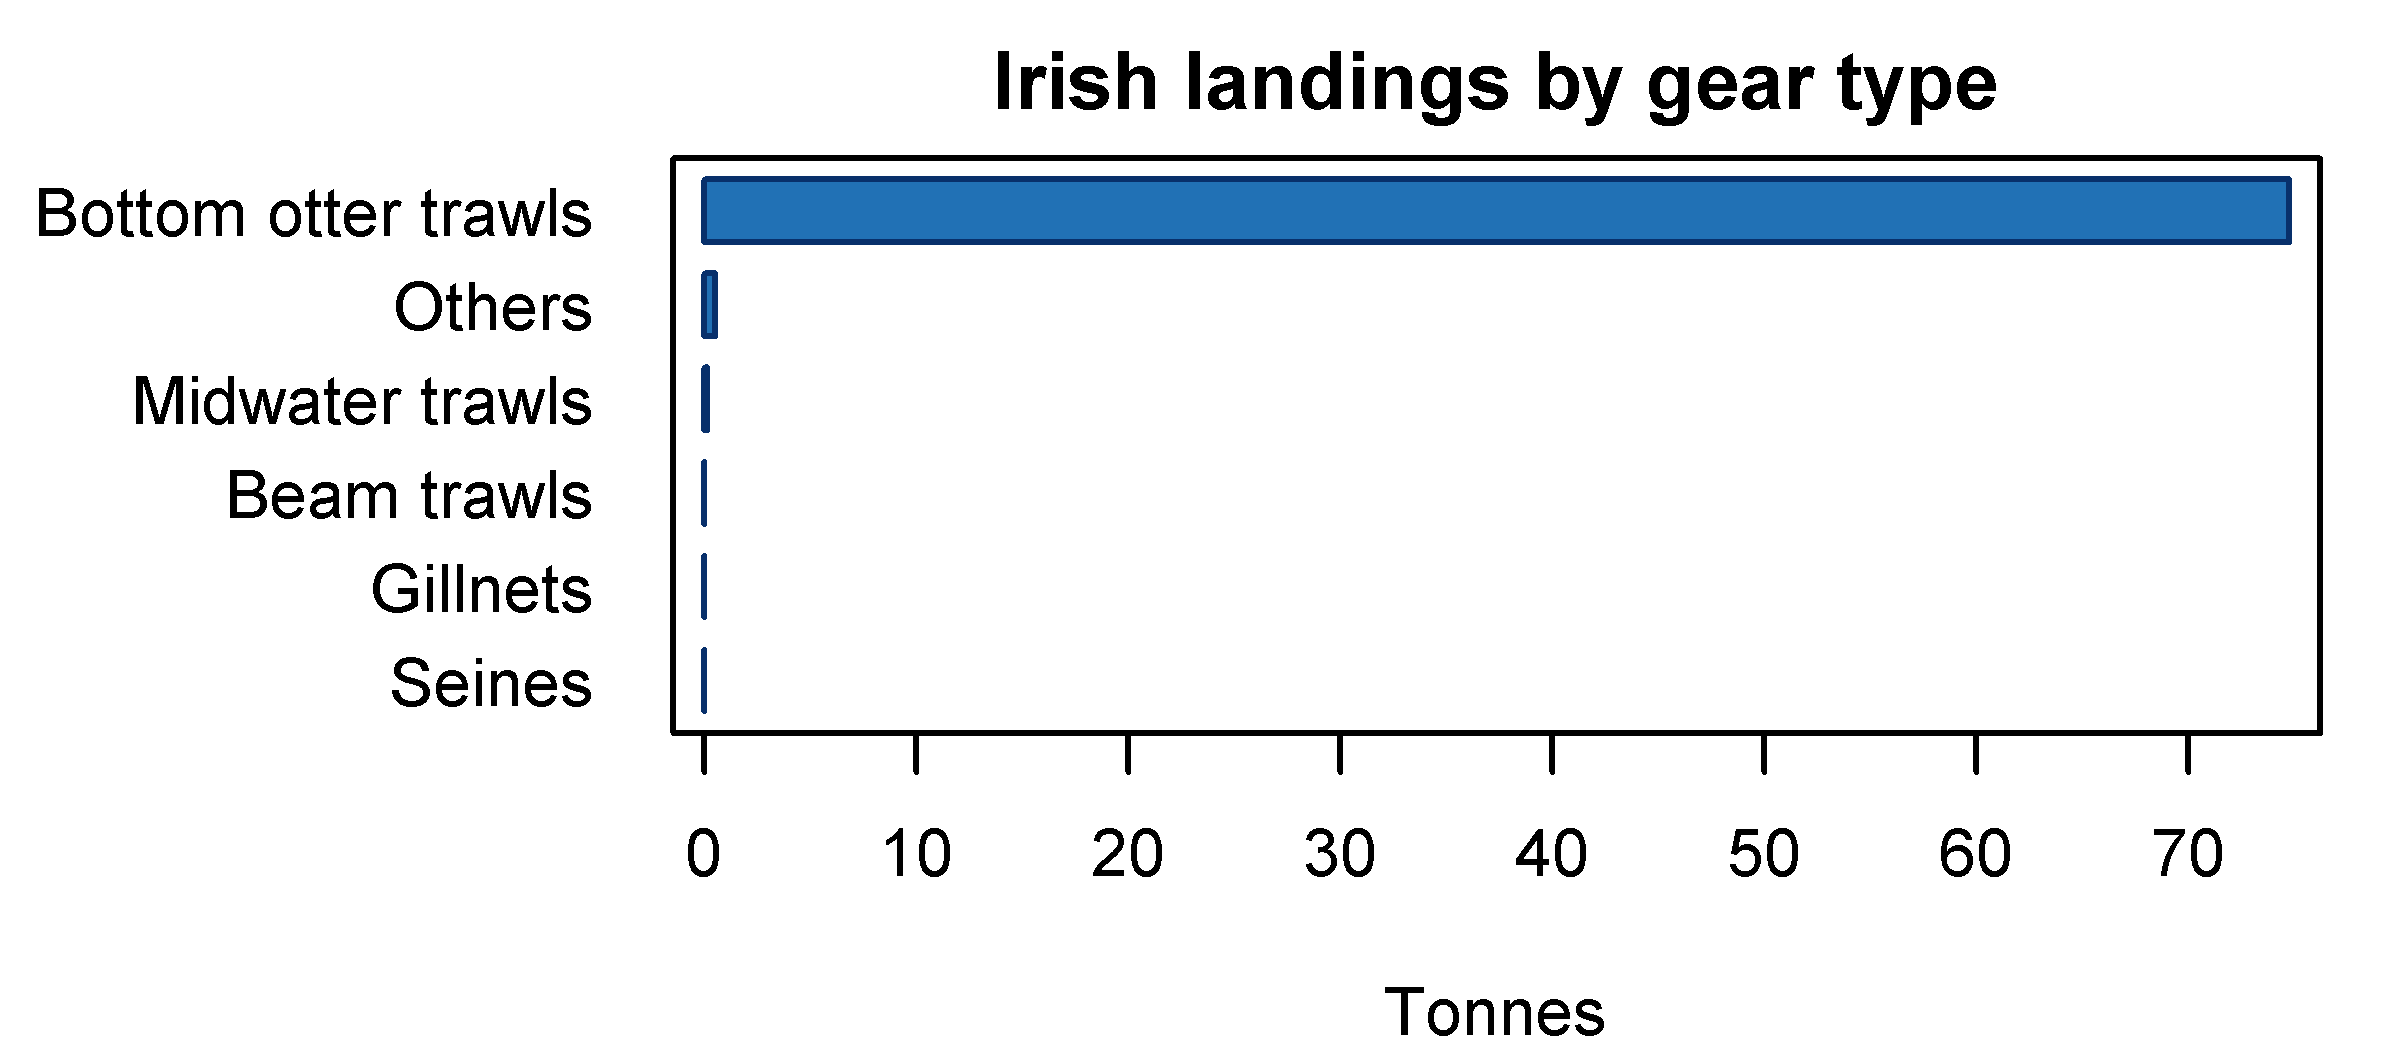 Irish landings by gear type
Bottom otter trawls
Others
Midwater trawls
Beam trawls
Gillnets
Seines
0 10 20 30 40 50 60 70
Tonnes